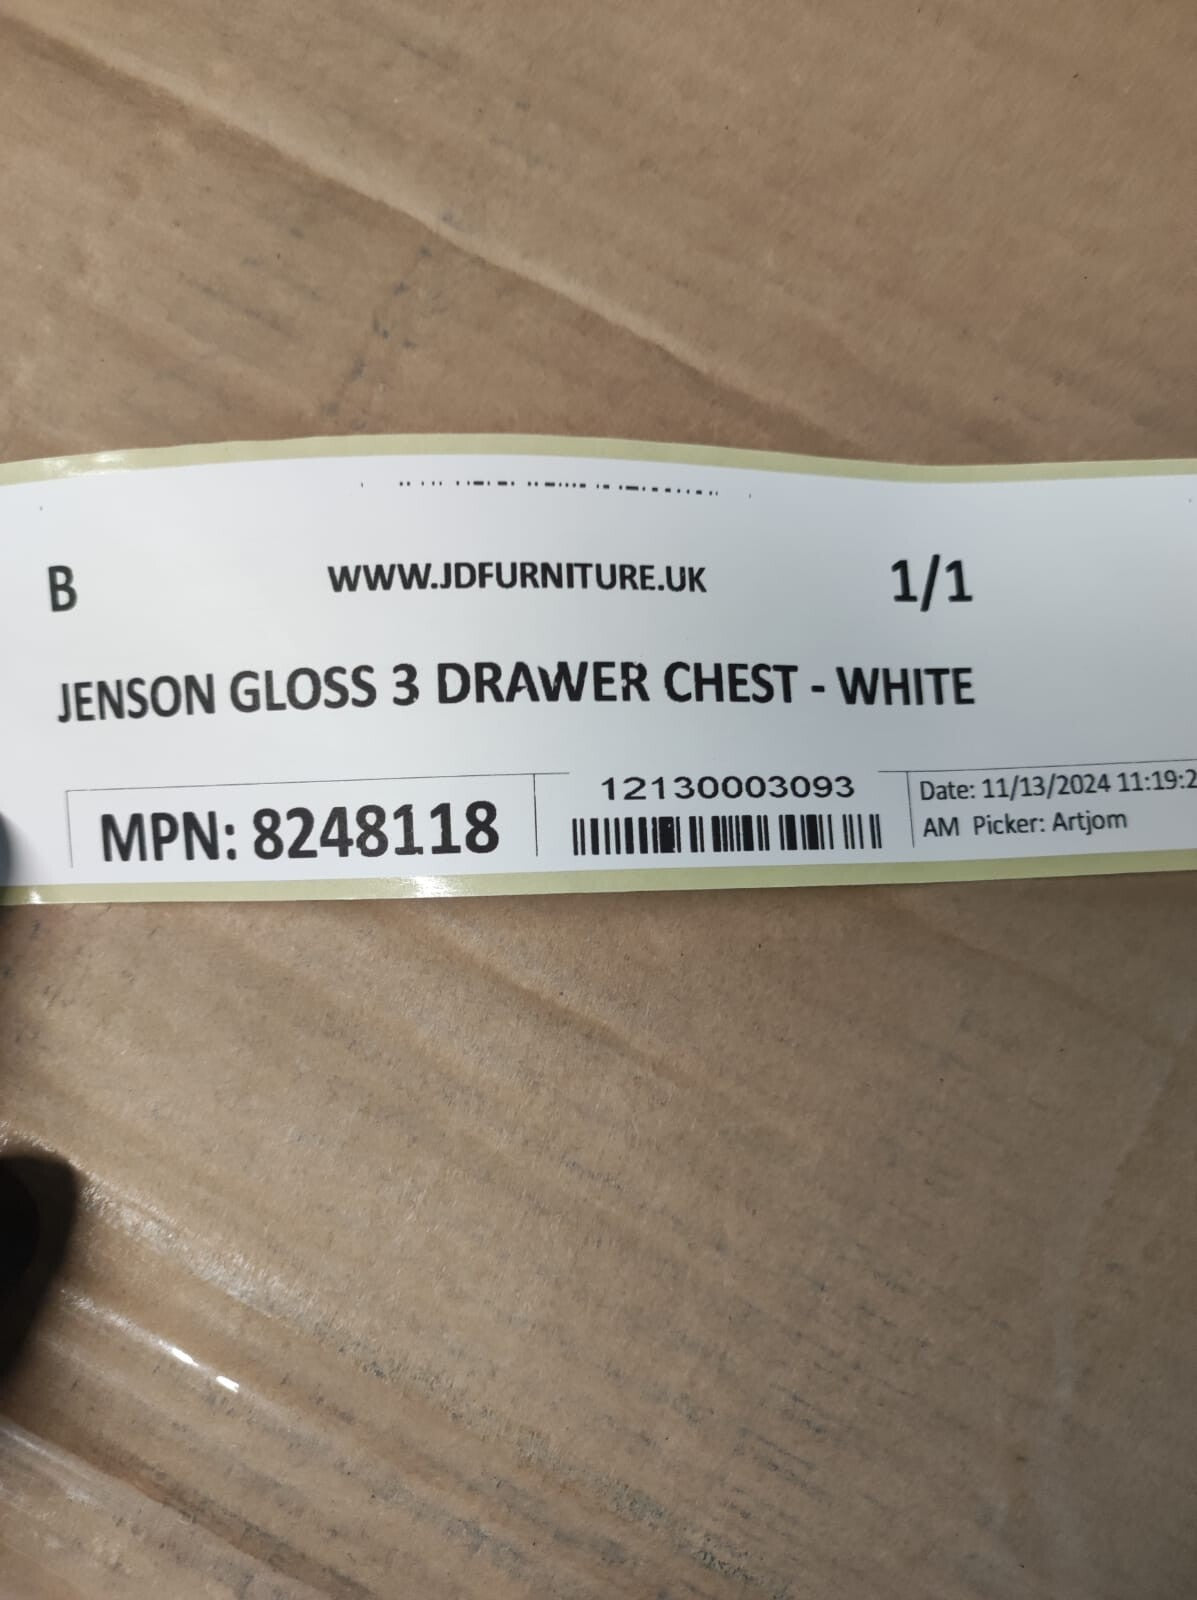 B WWW.JDFURNITURE.UK 1/1
JENSON GLOSS 3 DRAWER CHEST - WHITE
MPN: 8248118
12130003093
Date: 11/13/2024 11:19:2
AM Picker: Artjom